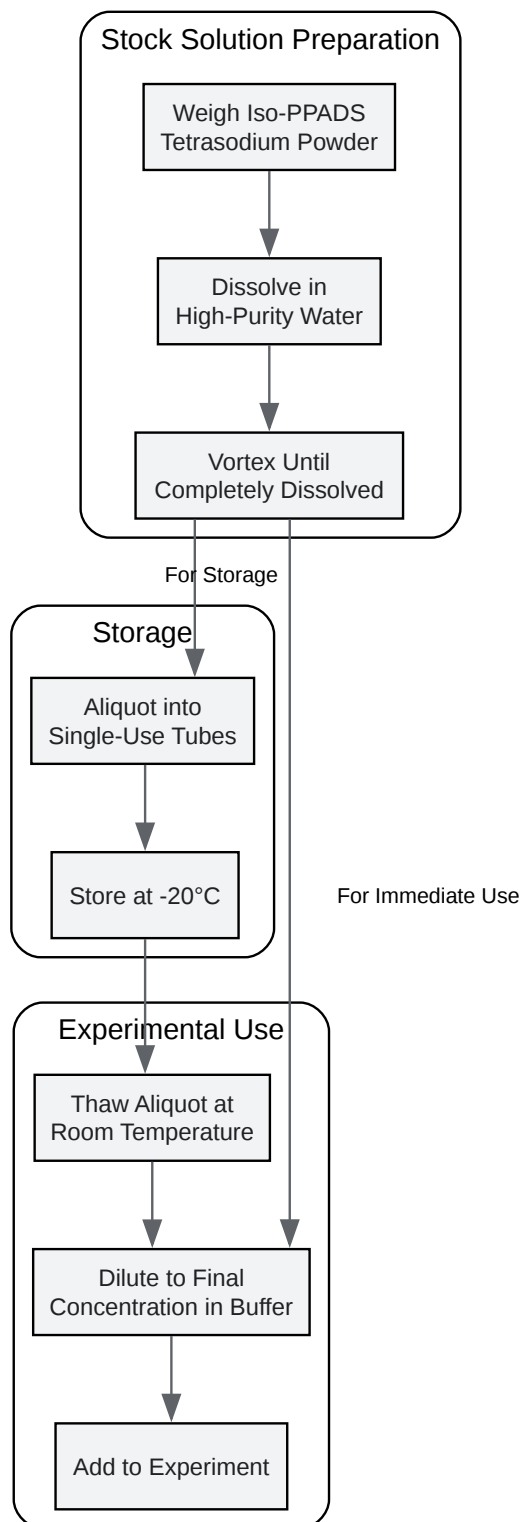 Stock Solution Preparation
Weigh Iso-PPADS
Tetrasodium Powder
Dissolve in
High-Purity Water
Vortex Until
Completely Dissolved
For Storage
Storage
Aliquot into
Single-Use Tubes
Store at -20°C
For Immediate Use
Experimental Use
Thaw Aliquot at
Room Temperature
Dilute to Final
Concentration in Buffer
Add to Experiment